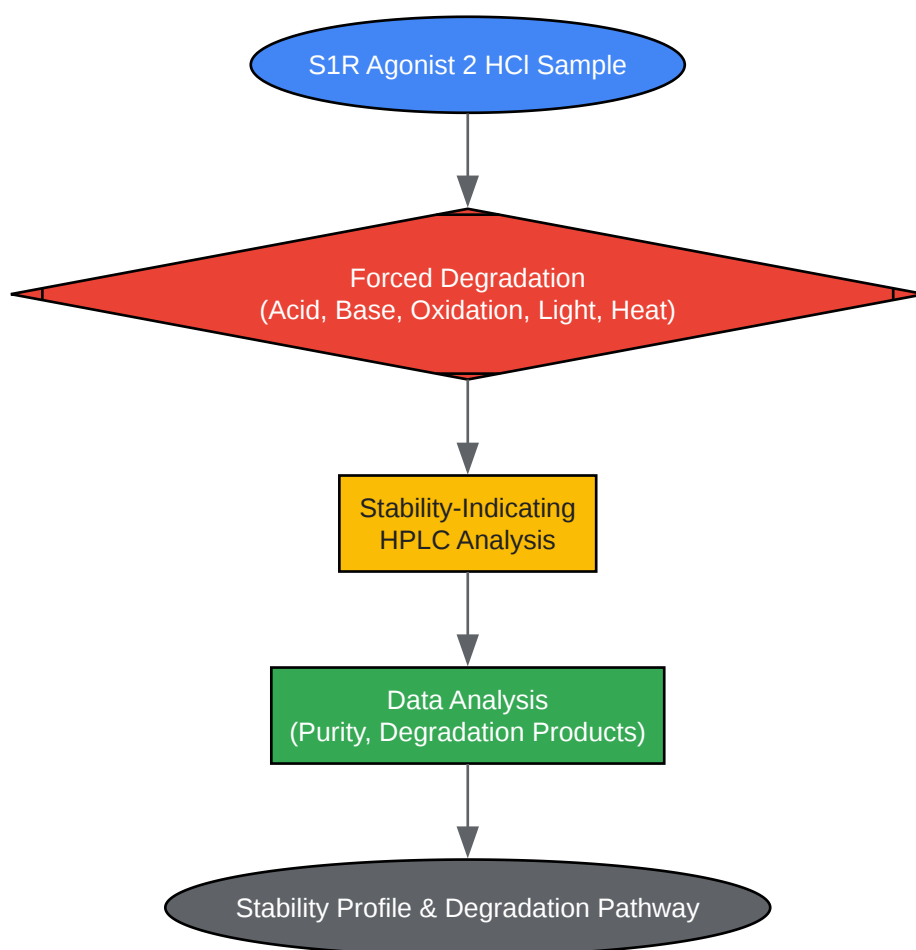 S1R Agonist 2 HCl Sample
Forced Degradation
(Acid, Base, Oxidation, Light, Heat)
Stability-Indicating
HPLC Analysis
Data Analysis
(Purity, Degradation Products)
Stability Profile & Degradation Pathway